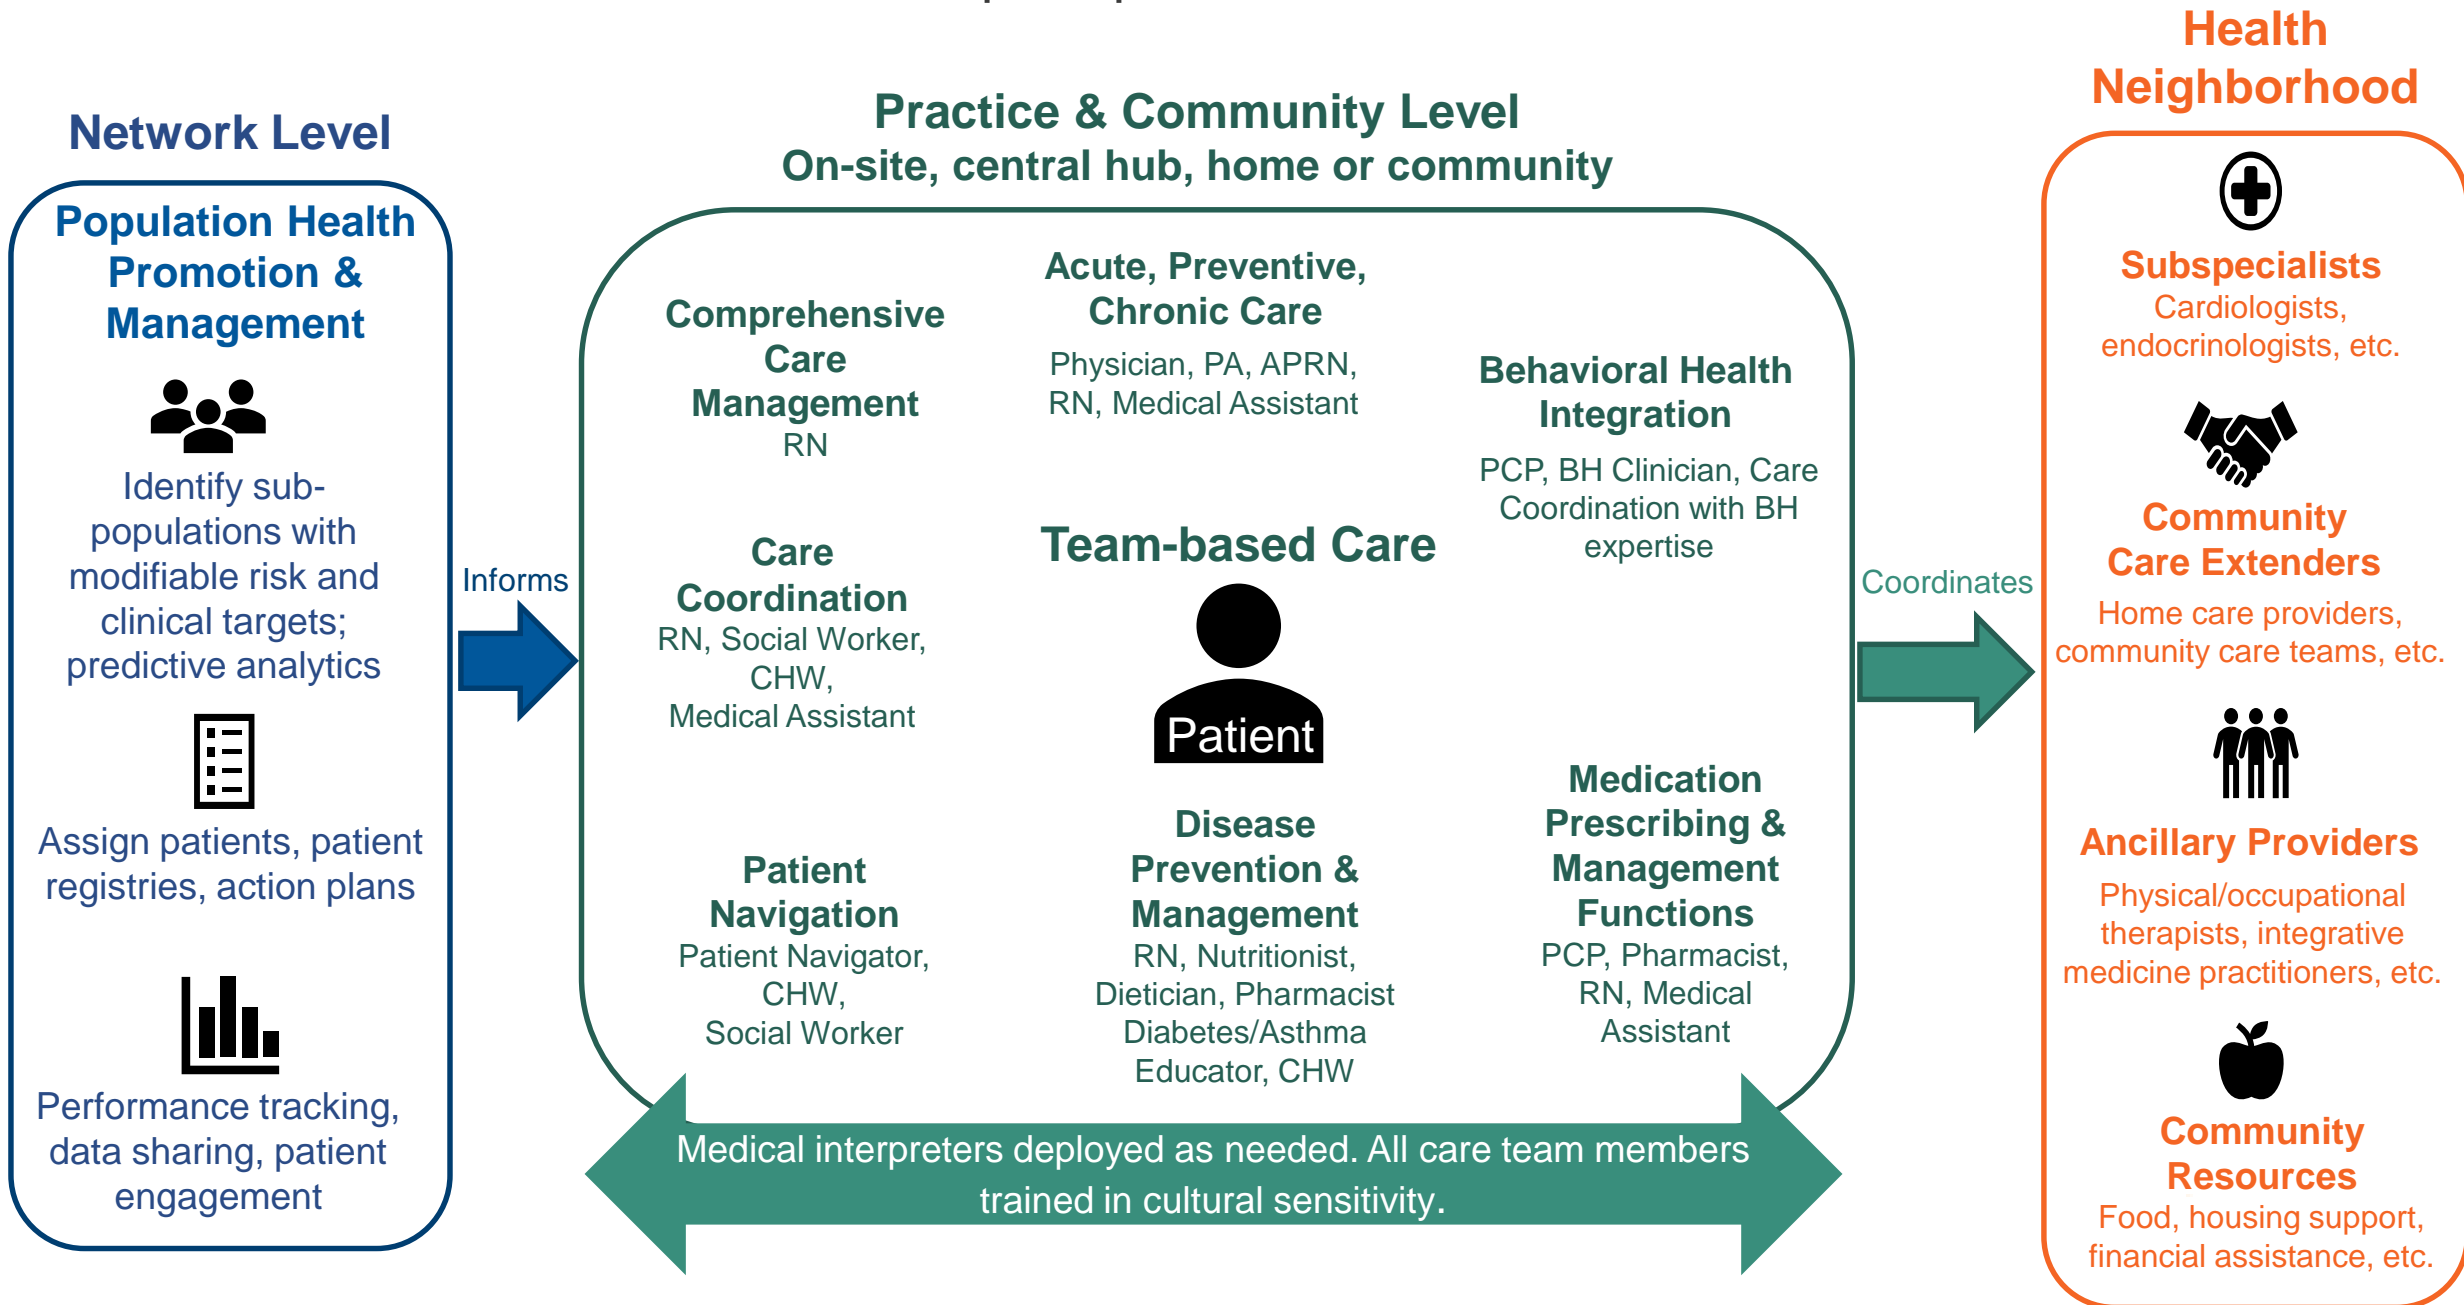 Network Level
Population Health
Promotion &
Management
Identify sub-
populations with
modifiable risk and
clinical targets;
predictive analytics
Assign patients, patient
registries, action plans
Performance tracking,
data sharing, patient
engagement
Informs
Practice & Community Level
On-site, central hub, home or community
Comprehensive
Care
Management
RN
Acute, Preventive,
Chronic Care
Physician, PA, APRN,
RN, Medical Assistant
Behavioral Health
Integration
PCP, BH Clinician, Care
Coordination with BH
expertise
Care
Coordination
RN, Social Worker,
CHW,
Medical Assistant
Team-based Care
Patient
Patient
Navigation
Patient Navigator,
CHW,
Social Worker
Disease
Prevention &
Management
RN, Nutritionist,
Dietician, Pharmacist
Diabetes/Asthma
Educator, CHW
Medication
Prescribing &
Management
Functions
PCP, Pharmacist,
RN, Medical
Assistant
Medical interpreters deployed as needed. All care team members
trained in cultural sensitivity.
Coordinates
Health
Neighborhood
Subspecialists
Cardiologists,
endocrinologists, etc.
Community
Care Extenders
Home care providers,
community care teams, etc.
Ancillary Providers
Physical/occupational
therapists, integrative
medicine practitioners, etc.
Community
Resources
Food, housing support,
financial assistance, etc.